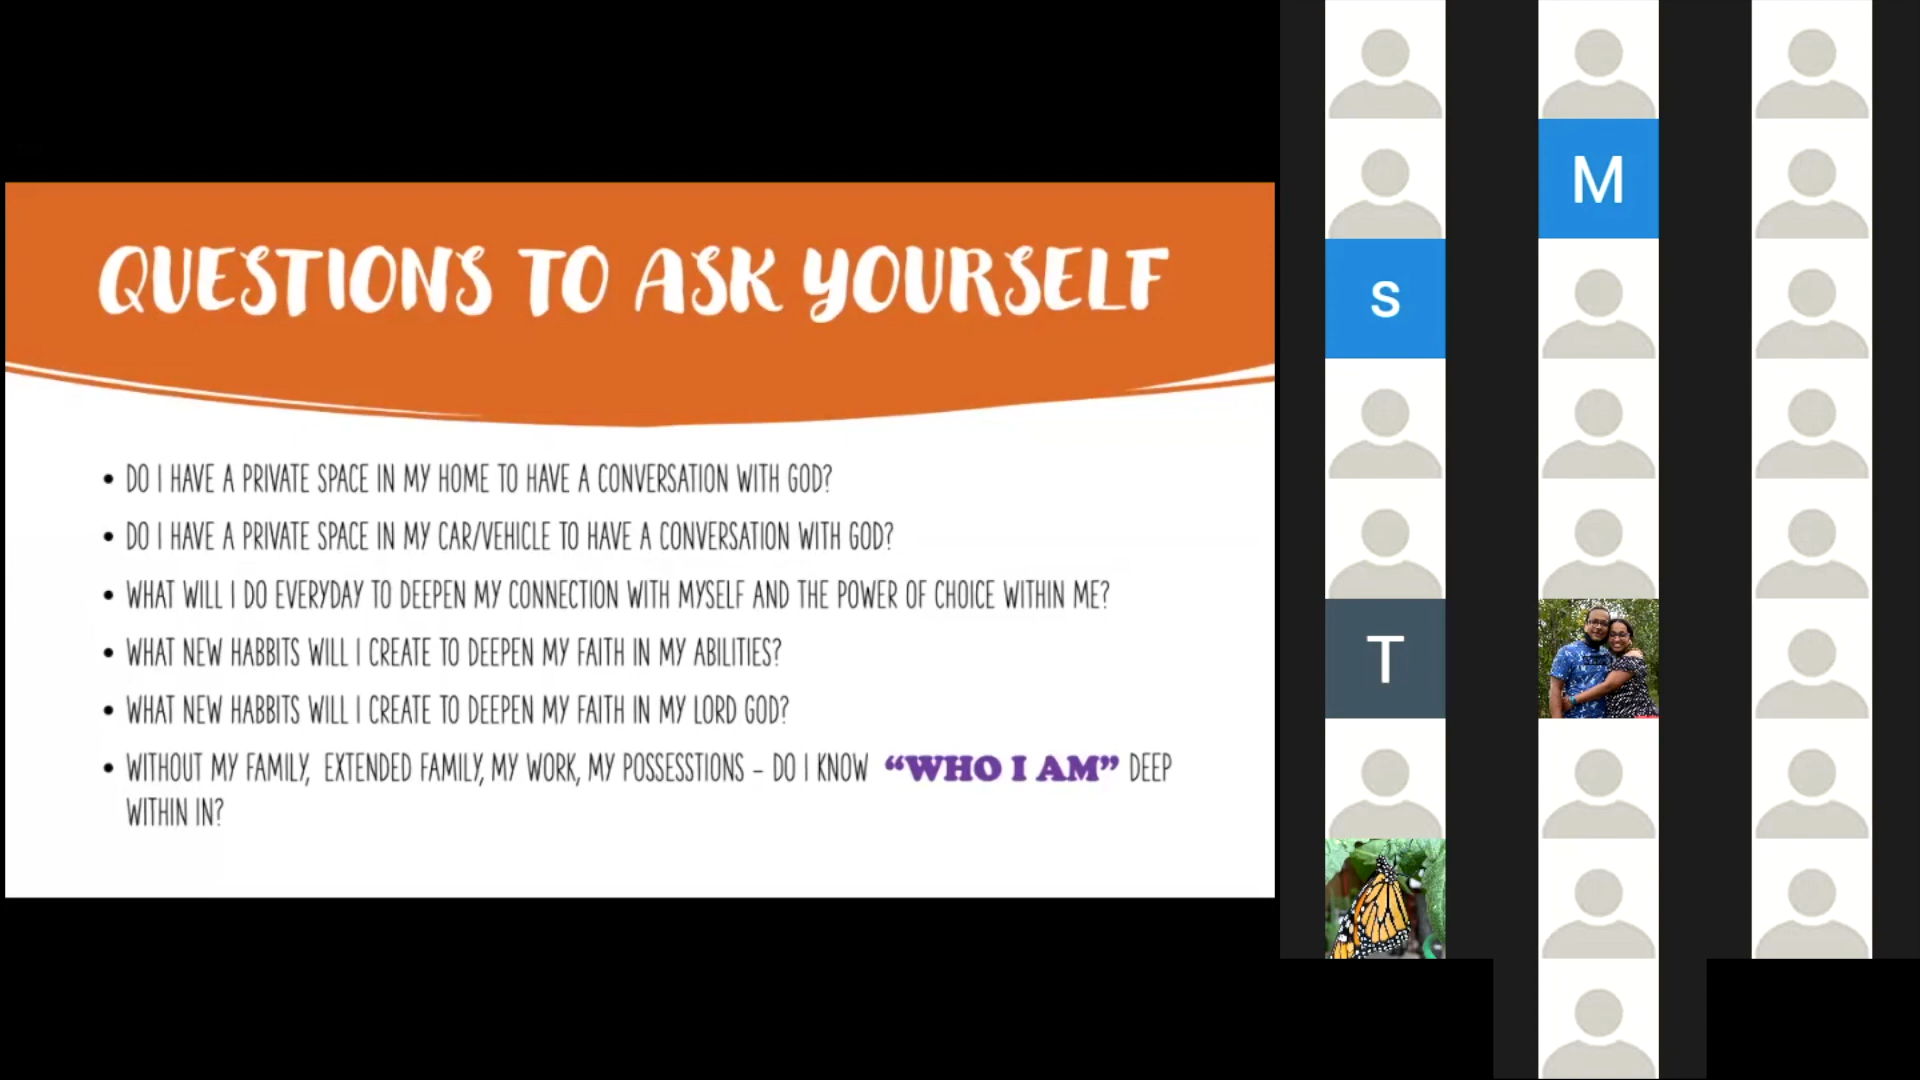 QUESTIONS TO ASK YOURSELF
• DO I HAVE A PRIVATE SPACE IN MY HOME TO HAVE A CONVERSATION WITH GOD?
• DO I HAVE A PRIVATE SPACE IN MY CAR/VEHICLE TO HAVE A CONVERSATION WITH GOD?
• WHAT WILL I DO EVERYDAY TO DEEPEN MY CONNECTION WITH MYSELF AND THE POWER OF CHOICE WITHIN ME?
• WHAT NEW HABBITS WILL I CREATE TO DEEPEN MY FAITH IN MY ABILITIES?
• WHAT NEW HABBITS WILL I CREATE TO DEEPEN MY FAITH IN MY LORD GOD?
• WITHOUT MY FAMILY, EXTENDED FAMILY, MY WORK, MY POSSESSTIONS – DO I KNOW “WHO I AM” DEEP
WITHIN IN?
M
S
T